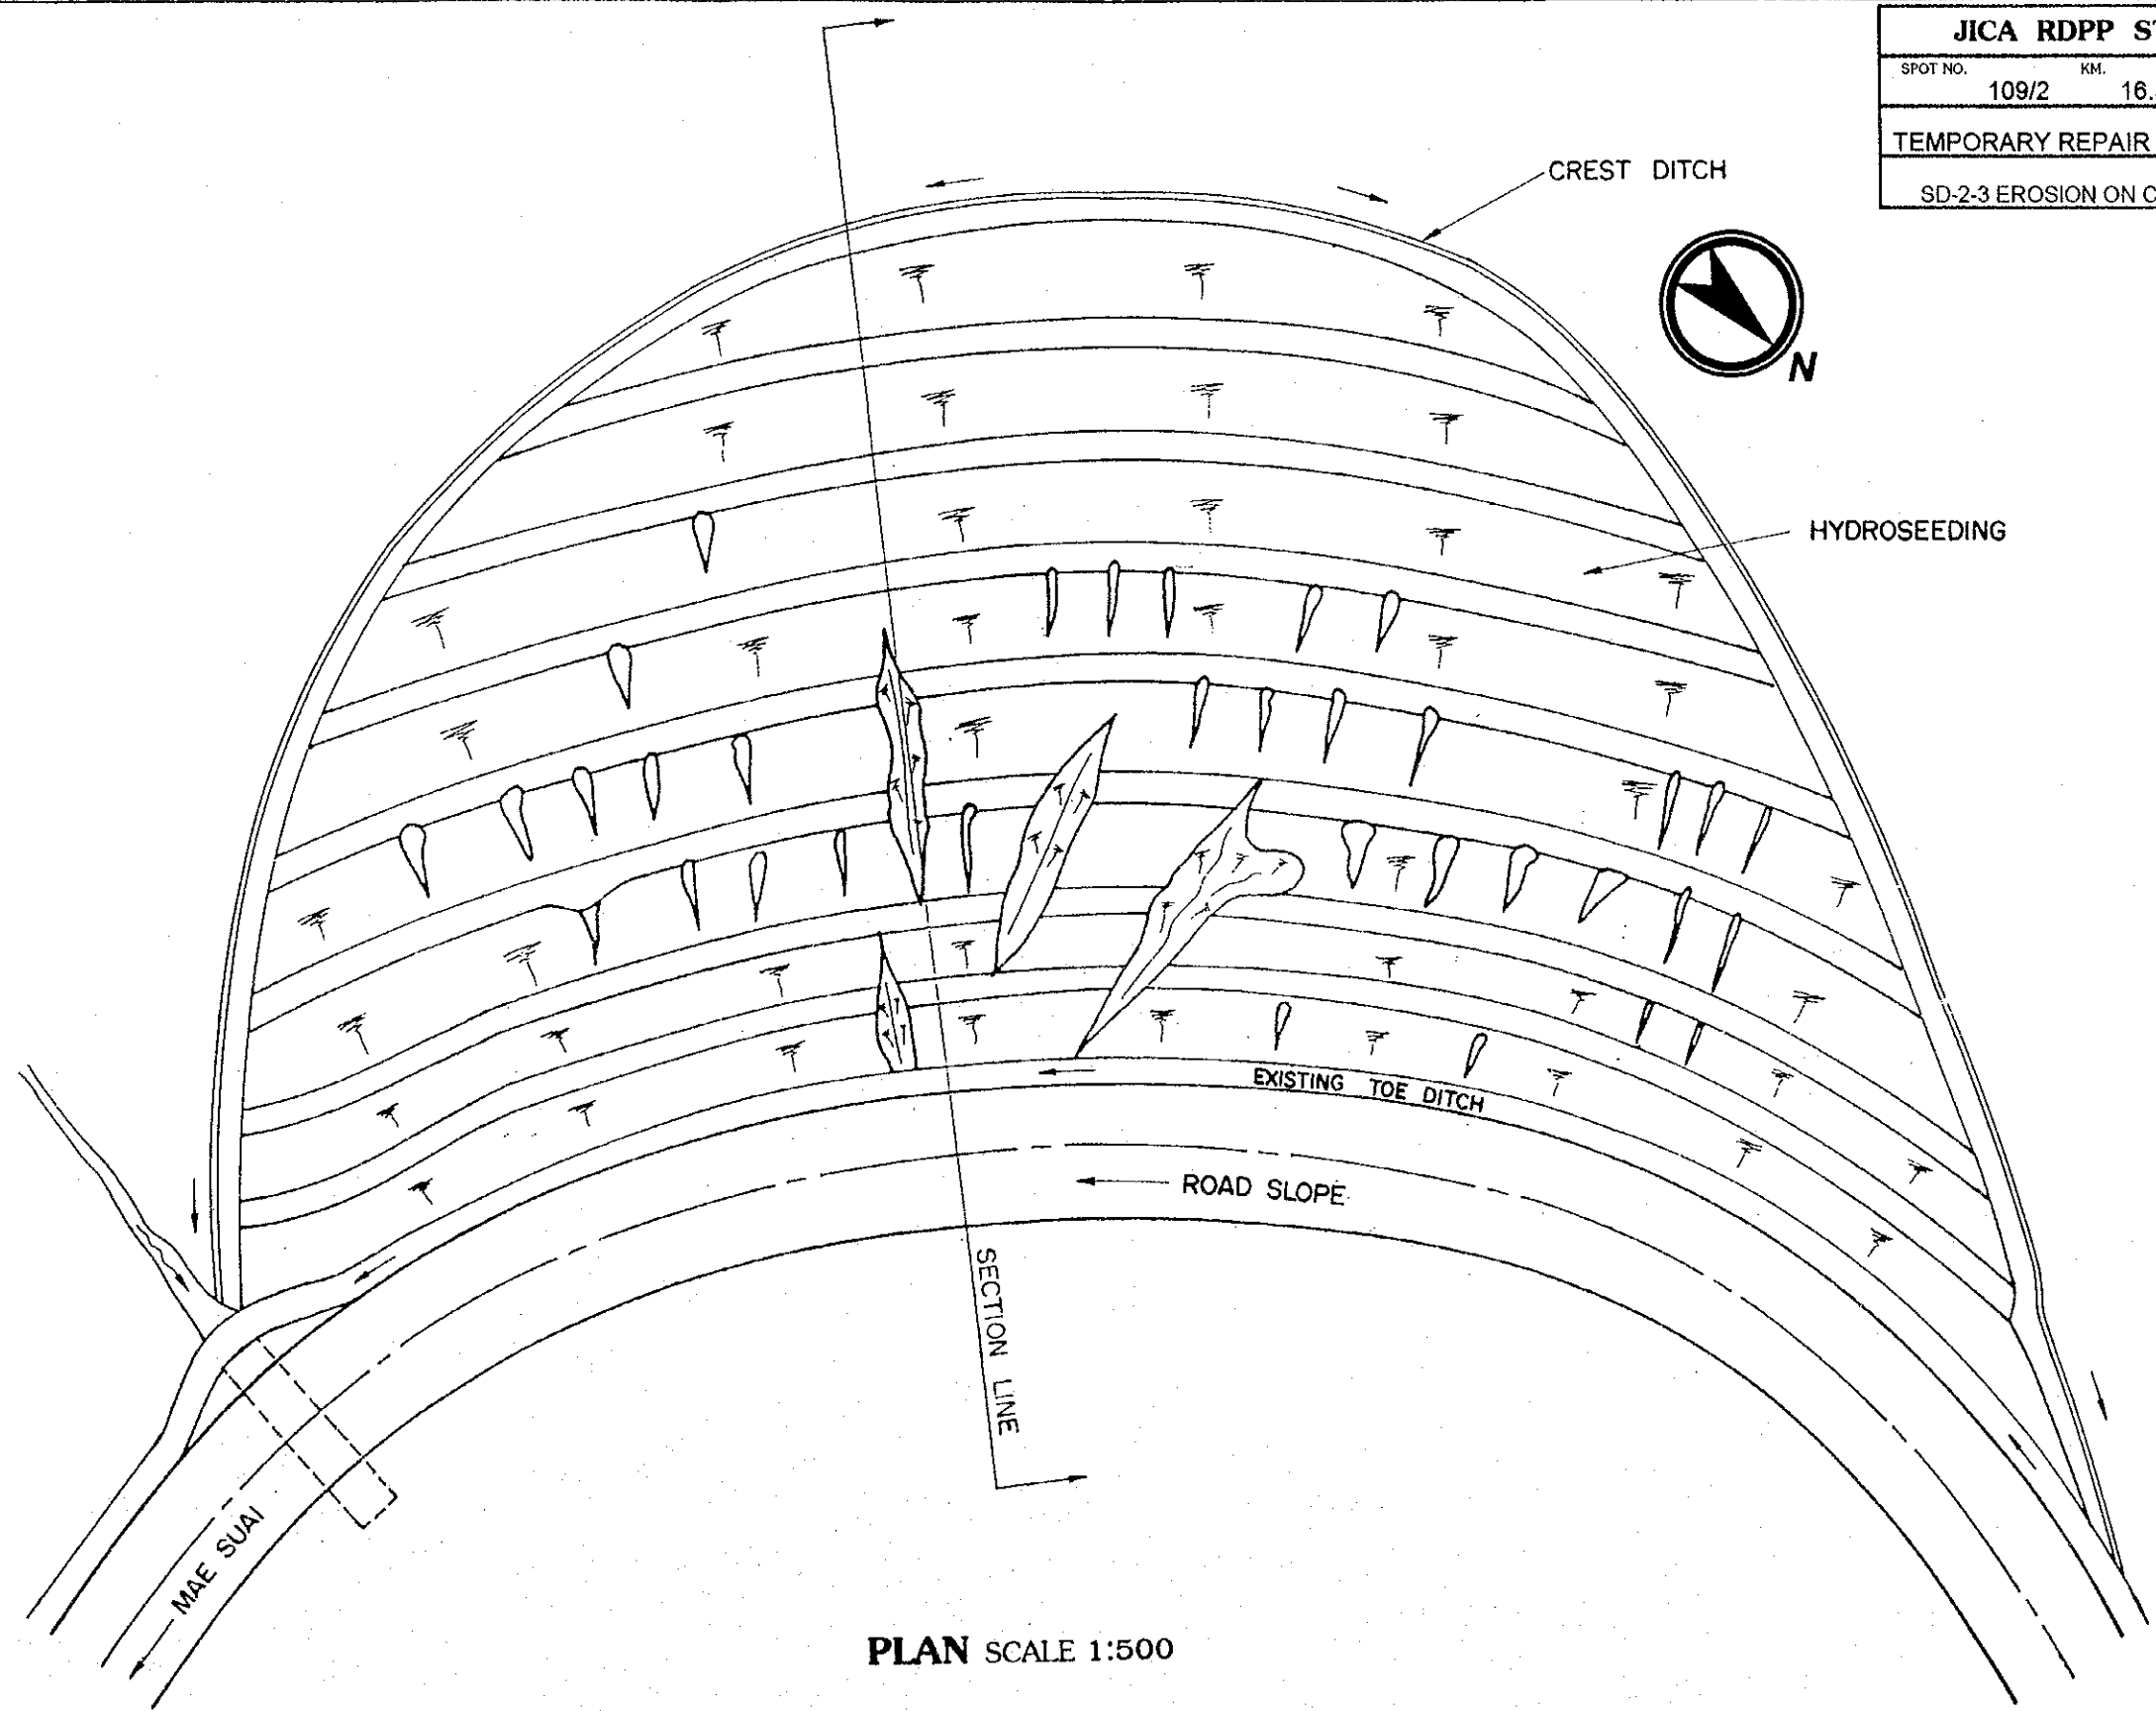 JICA RDPP
SPOT NO. KM.
109/2 16.
TEMPORARY REPAIR
SD-2-3 EROSION ON
CREST DITCH
N
HYDROSEEDING
EXISTING TOE DITCH
ROAD SLOPE
SECTION LINE
MAE SUAI
PLAN SCALE 1:500